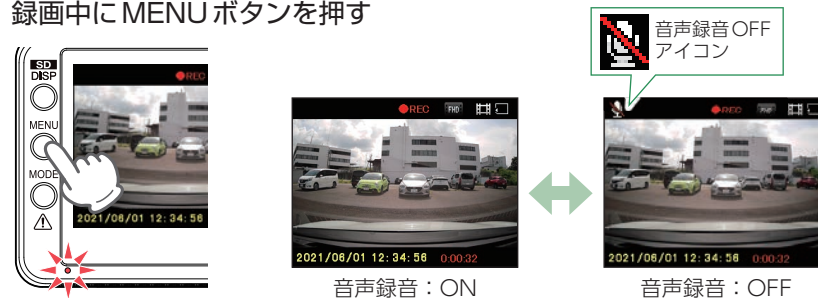 録画中にMENUボタンを押す
音声録音OFF
アイコン
SD
DISP
MENU
MODE
REC
2021/06/01 12:34:56
REC FHD
2021/06/01 12:34:56 0:00:32
音声録音：ON
REC FHD
2021/06/01 12:34:56 0:00:32
音声録音：OFF